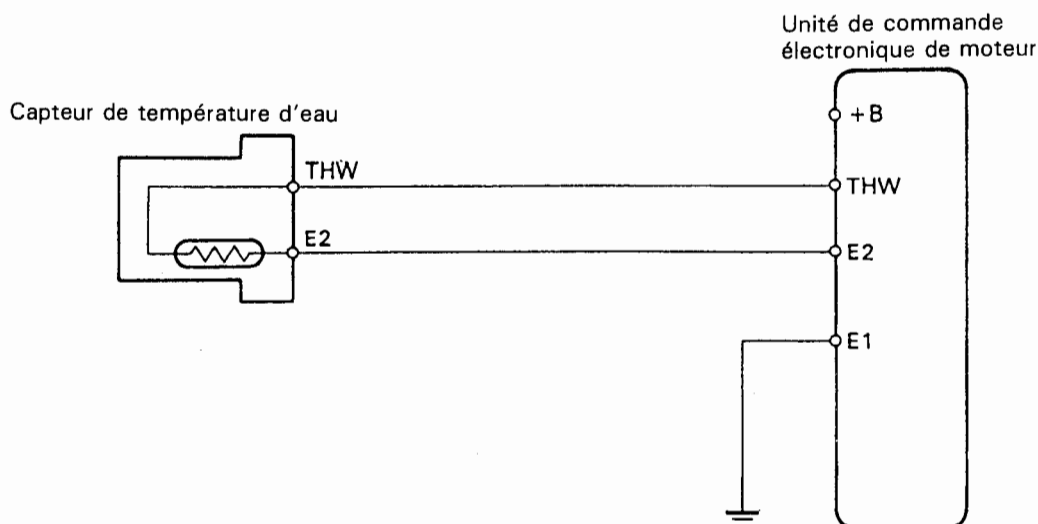 Unité de commande
électronique de moteur
Capteur de température d'eau
+B
THW
THW
E2
E2
E1